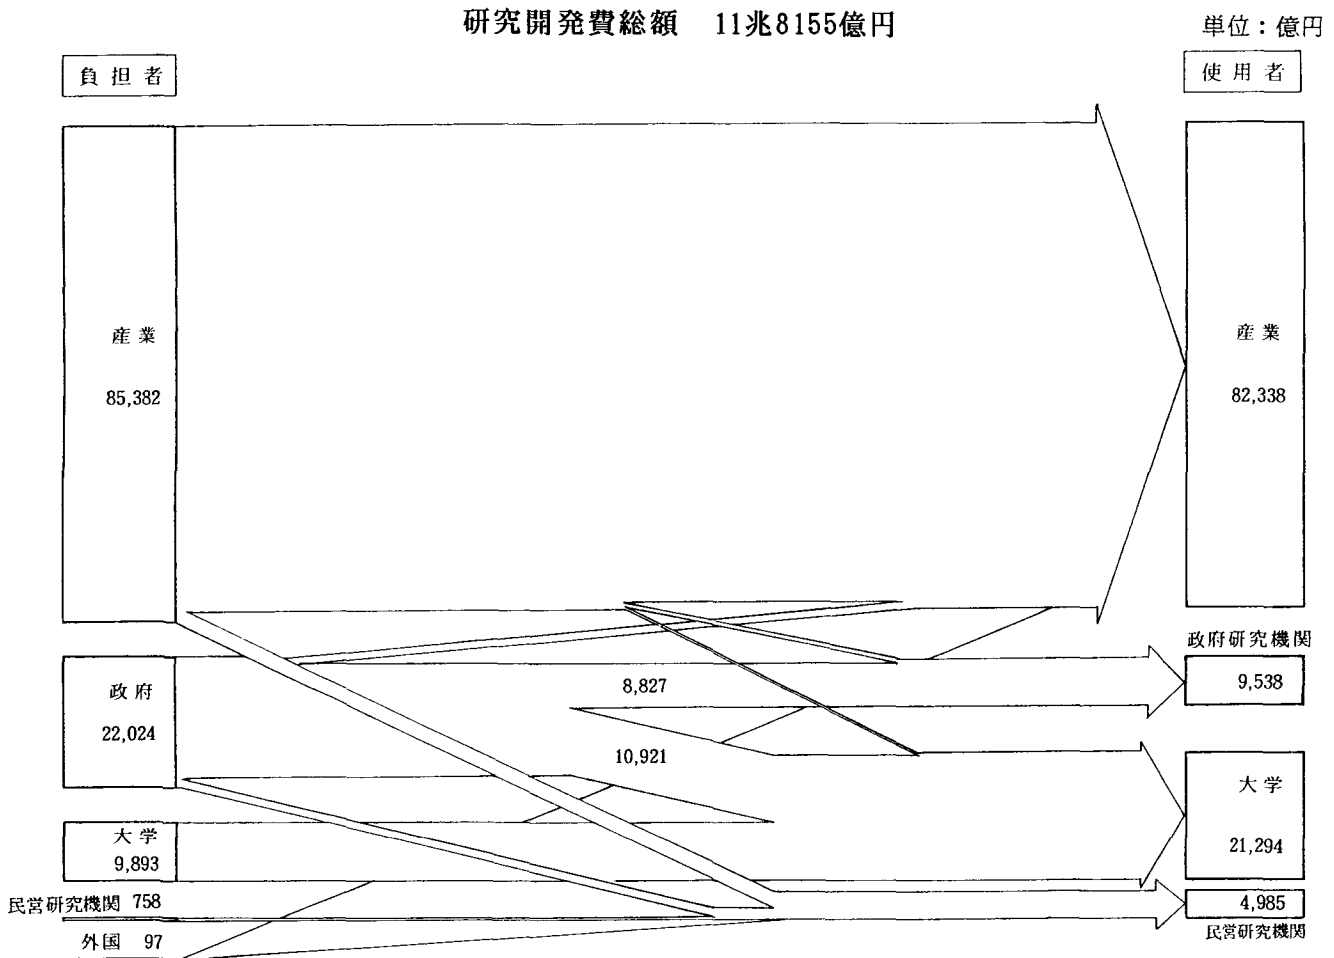 研究開発費総額 11兆8155億円
単位：億円
負担者
使用者
産業
85,382
産業
82,338
政府研究機関
9,538
政府
22,024
8,827
10,921
大学
21,294
大学
9,893
民営研究機関 758
4,985
民営研究機関
外国 97